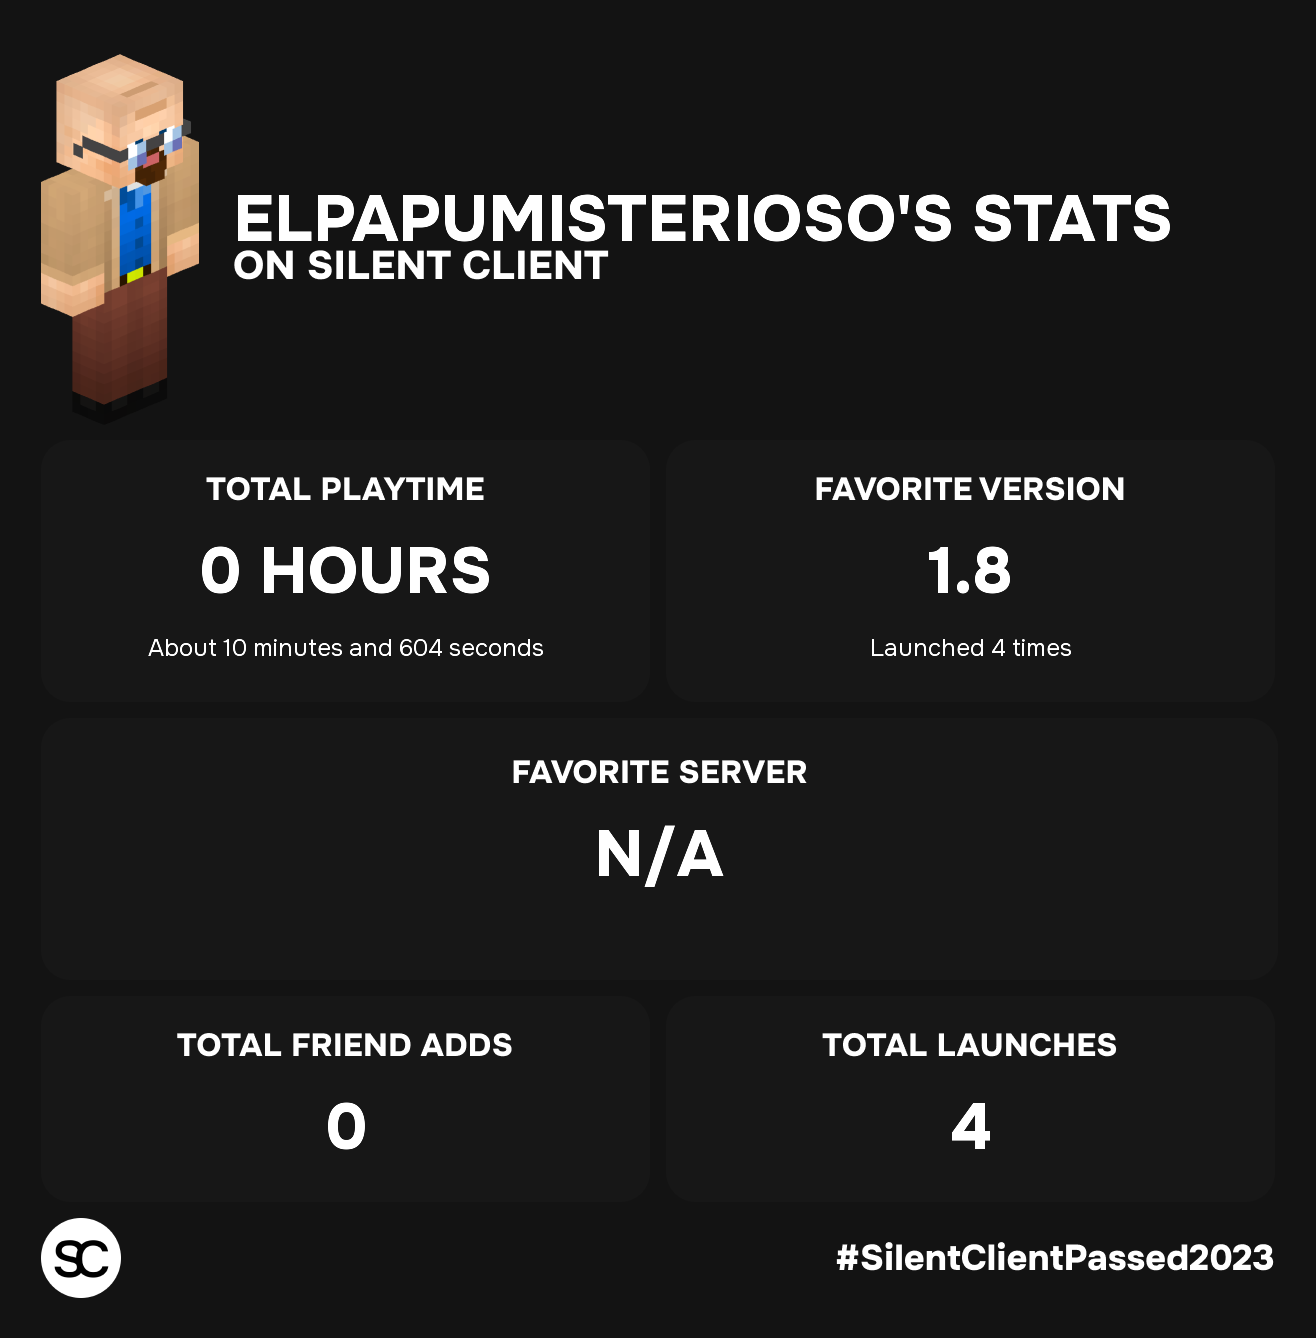 ELPAPUMISTERIOSO'S STATS
ON SILENT CLIENT
TOTAL PLAYTIME
0 HOURS
About 10 minutes and 604 seconds
FAVORITE VERSION
1.8
Launched 4 times
FAVORITE SERVER
N/A
TOTAL FRIEND ADDS
0
TOTAL LAUNCHES
4
SC
#SilentClientPassed2023